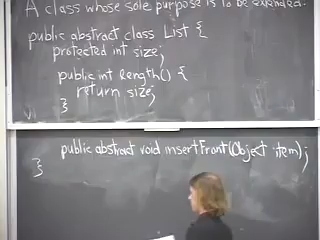 A class whose sole purpose is to be extended.
public abstract class List {
protected int size;
public int length() {
return size;
}
public abstract void insertFront(Object item);
}